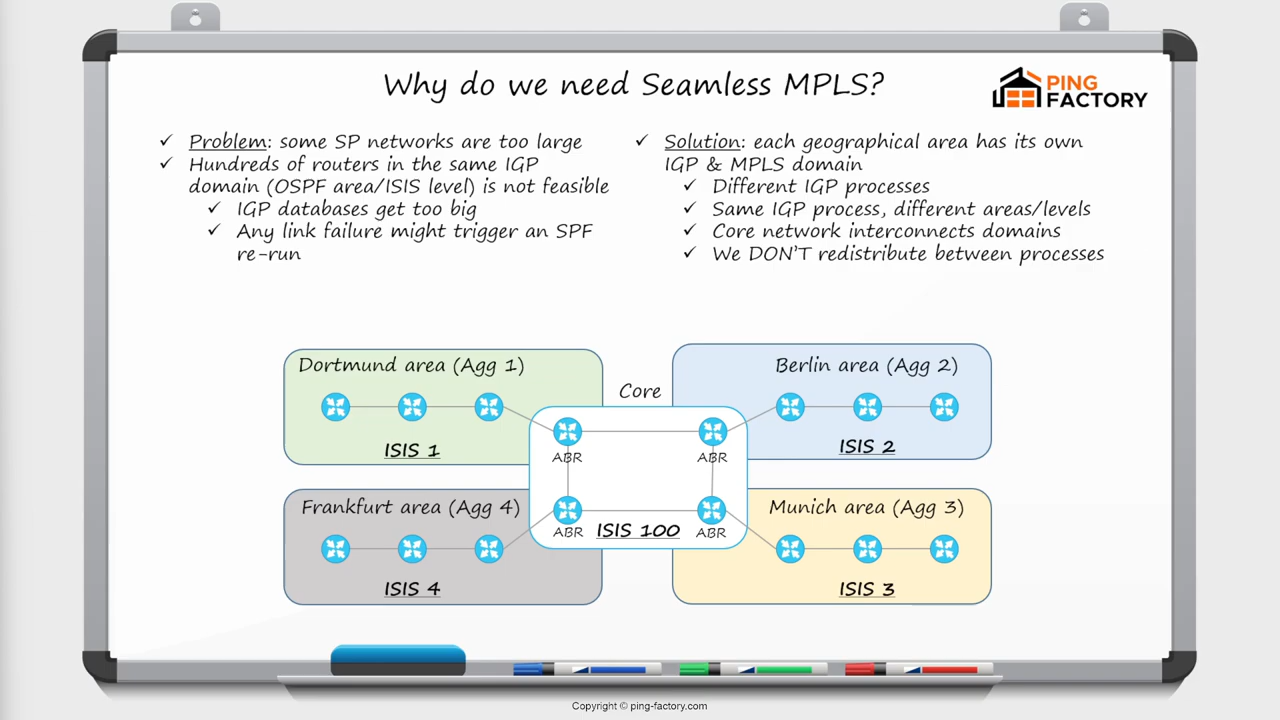 Why do we need Seamless MPLS?
PING
FACTORY
✓ Problem: some SP networks are too large
✓ Hundreds of routers in the same IGP
domain (OSPF area/ISIS level) is not feasible
✓ IGP databases get too big
✓ Any link failure might trigger an SPF
re-run
✓ Solution: each geographical area has its own
IGP & MPLS domain
✓ Different IGP processes
✓ Same IGP process, different areas/levels
✓ Core network interconnects domains
✓ We DON'T redistribute between processes
Dortmund area (Agg 1)
ISIS 1
Core
Berlin area (Agg 2)
ISIS 2
ABR
ABR
ABR
ISIS 100
ABR
Frankfurt area (Agg 4)
ISIS 4
Munich area (Agg 3)
ISIS 3
Copyright © ping-factory.com